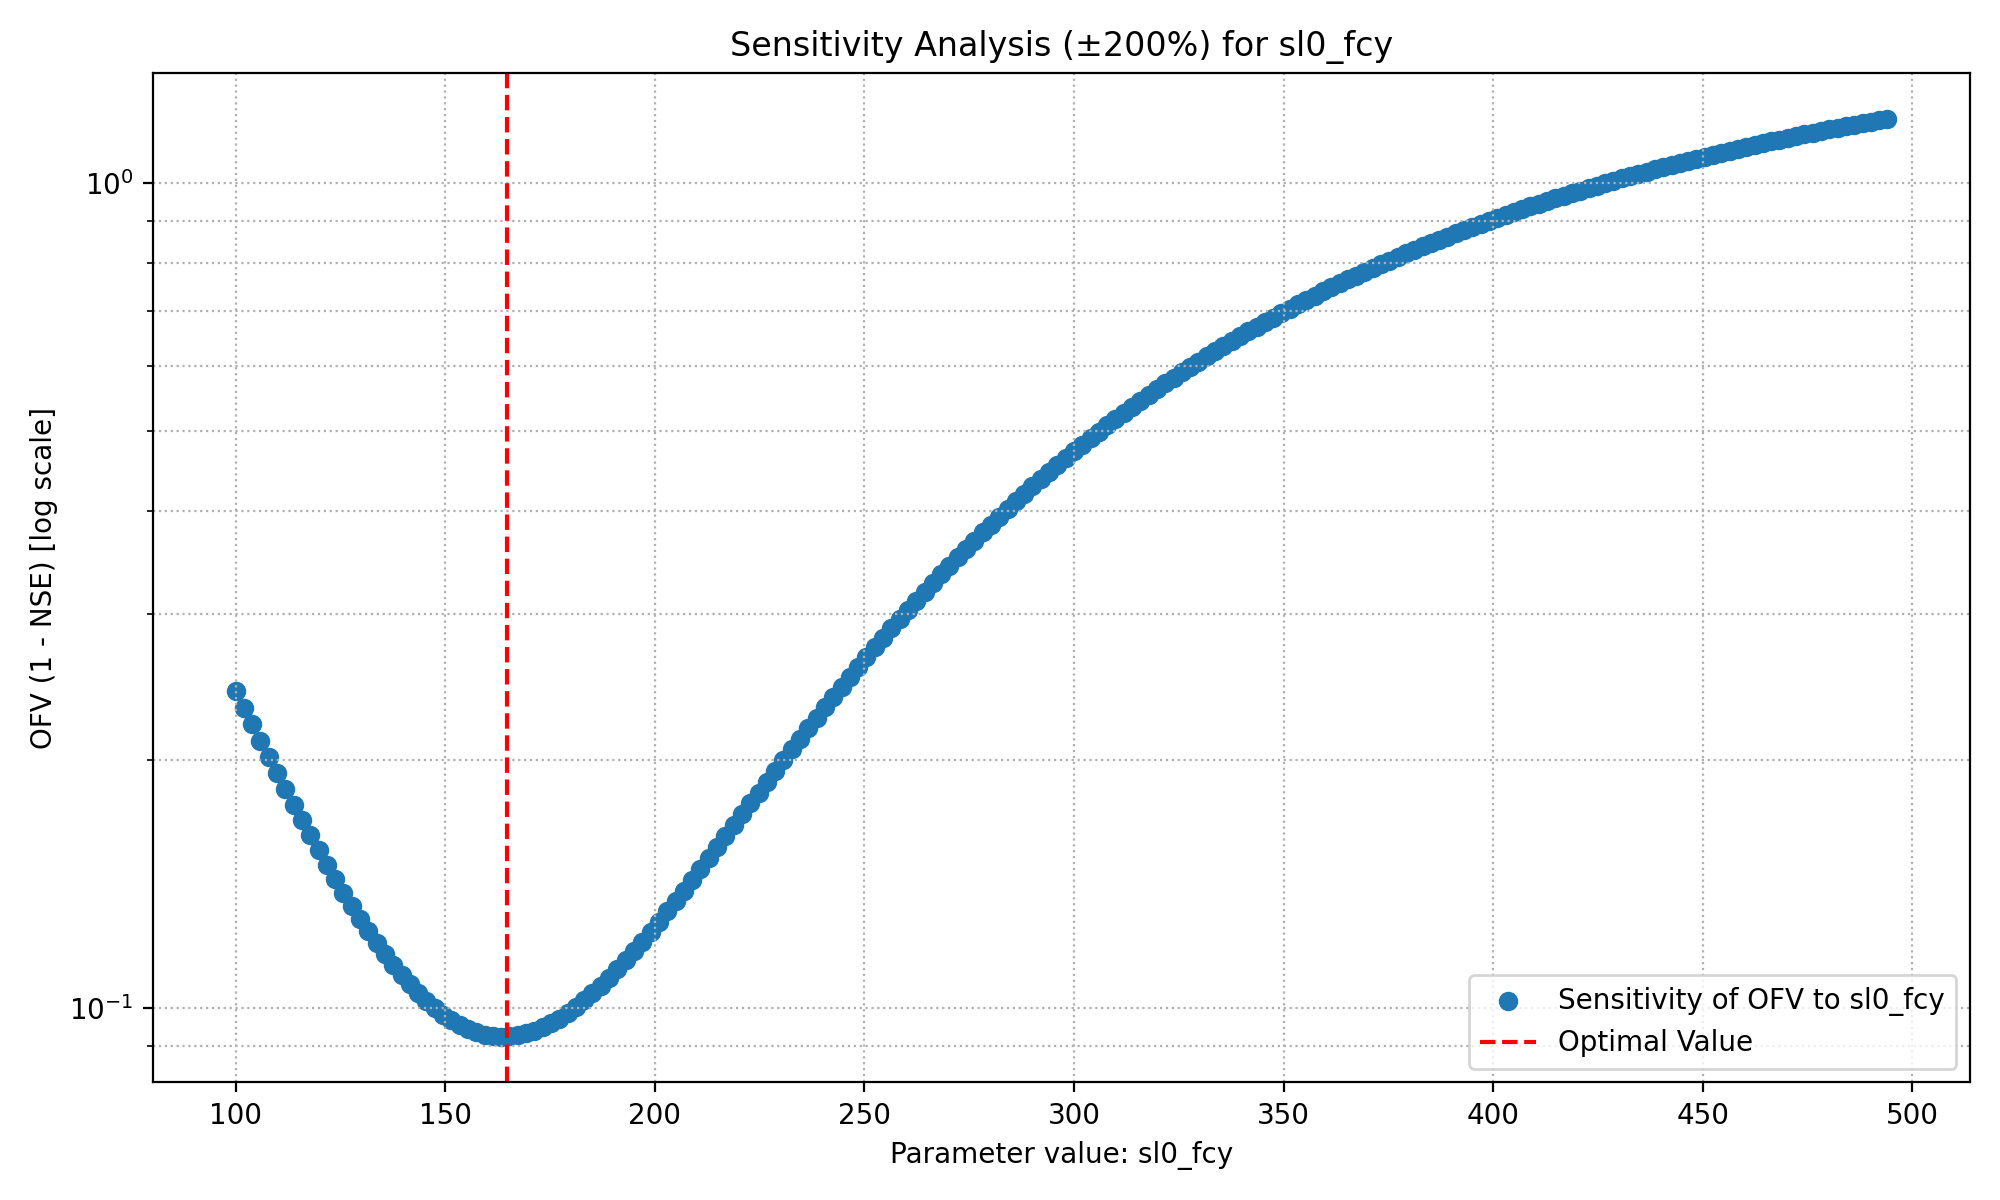 Sensitivity Analysis (±200%) for sl0_fcy
OFV (1 - NSE) [log scale]
10⁰
10⁻¹
100 150 200 250 300 350 400 450 500
Parameter value: sl0_fcy
Sensitivity of OFV to sl0_fcy
Optimal Value